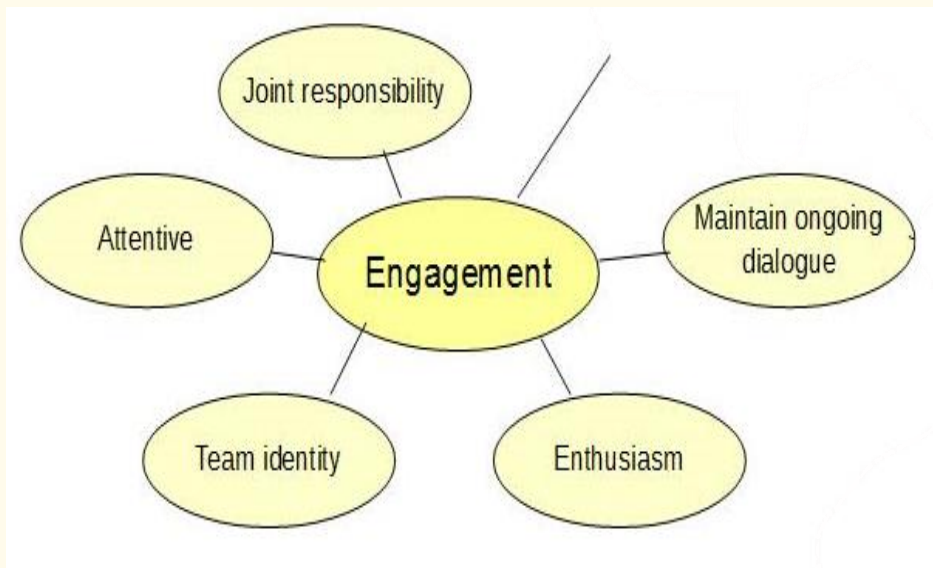 Joint responsibility
Attentive
Maintain ongoing
dialogue
Engagement
Team identity
Enthusiasm